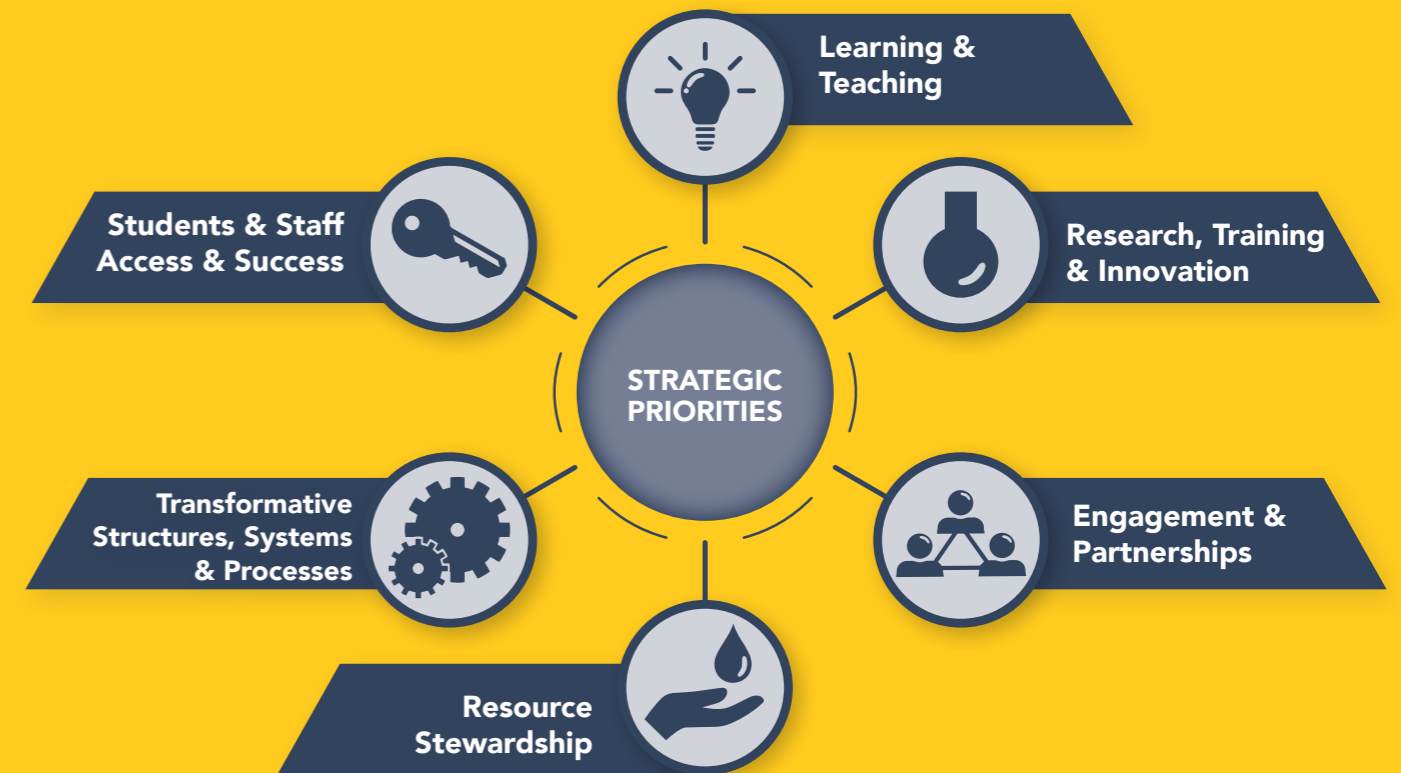 Learning &
Teaching
Students & Staff
Access & Success
Research, Training
& Innovation
STRATEGIC
PRIORITIES
Transformative
Structures, Systems
& Processes
Engagement &
Partnerships
Resource
Stewardship